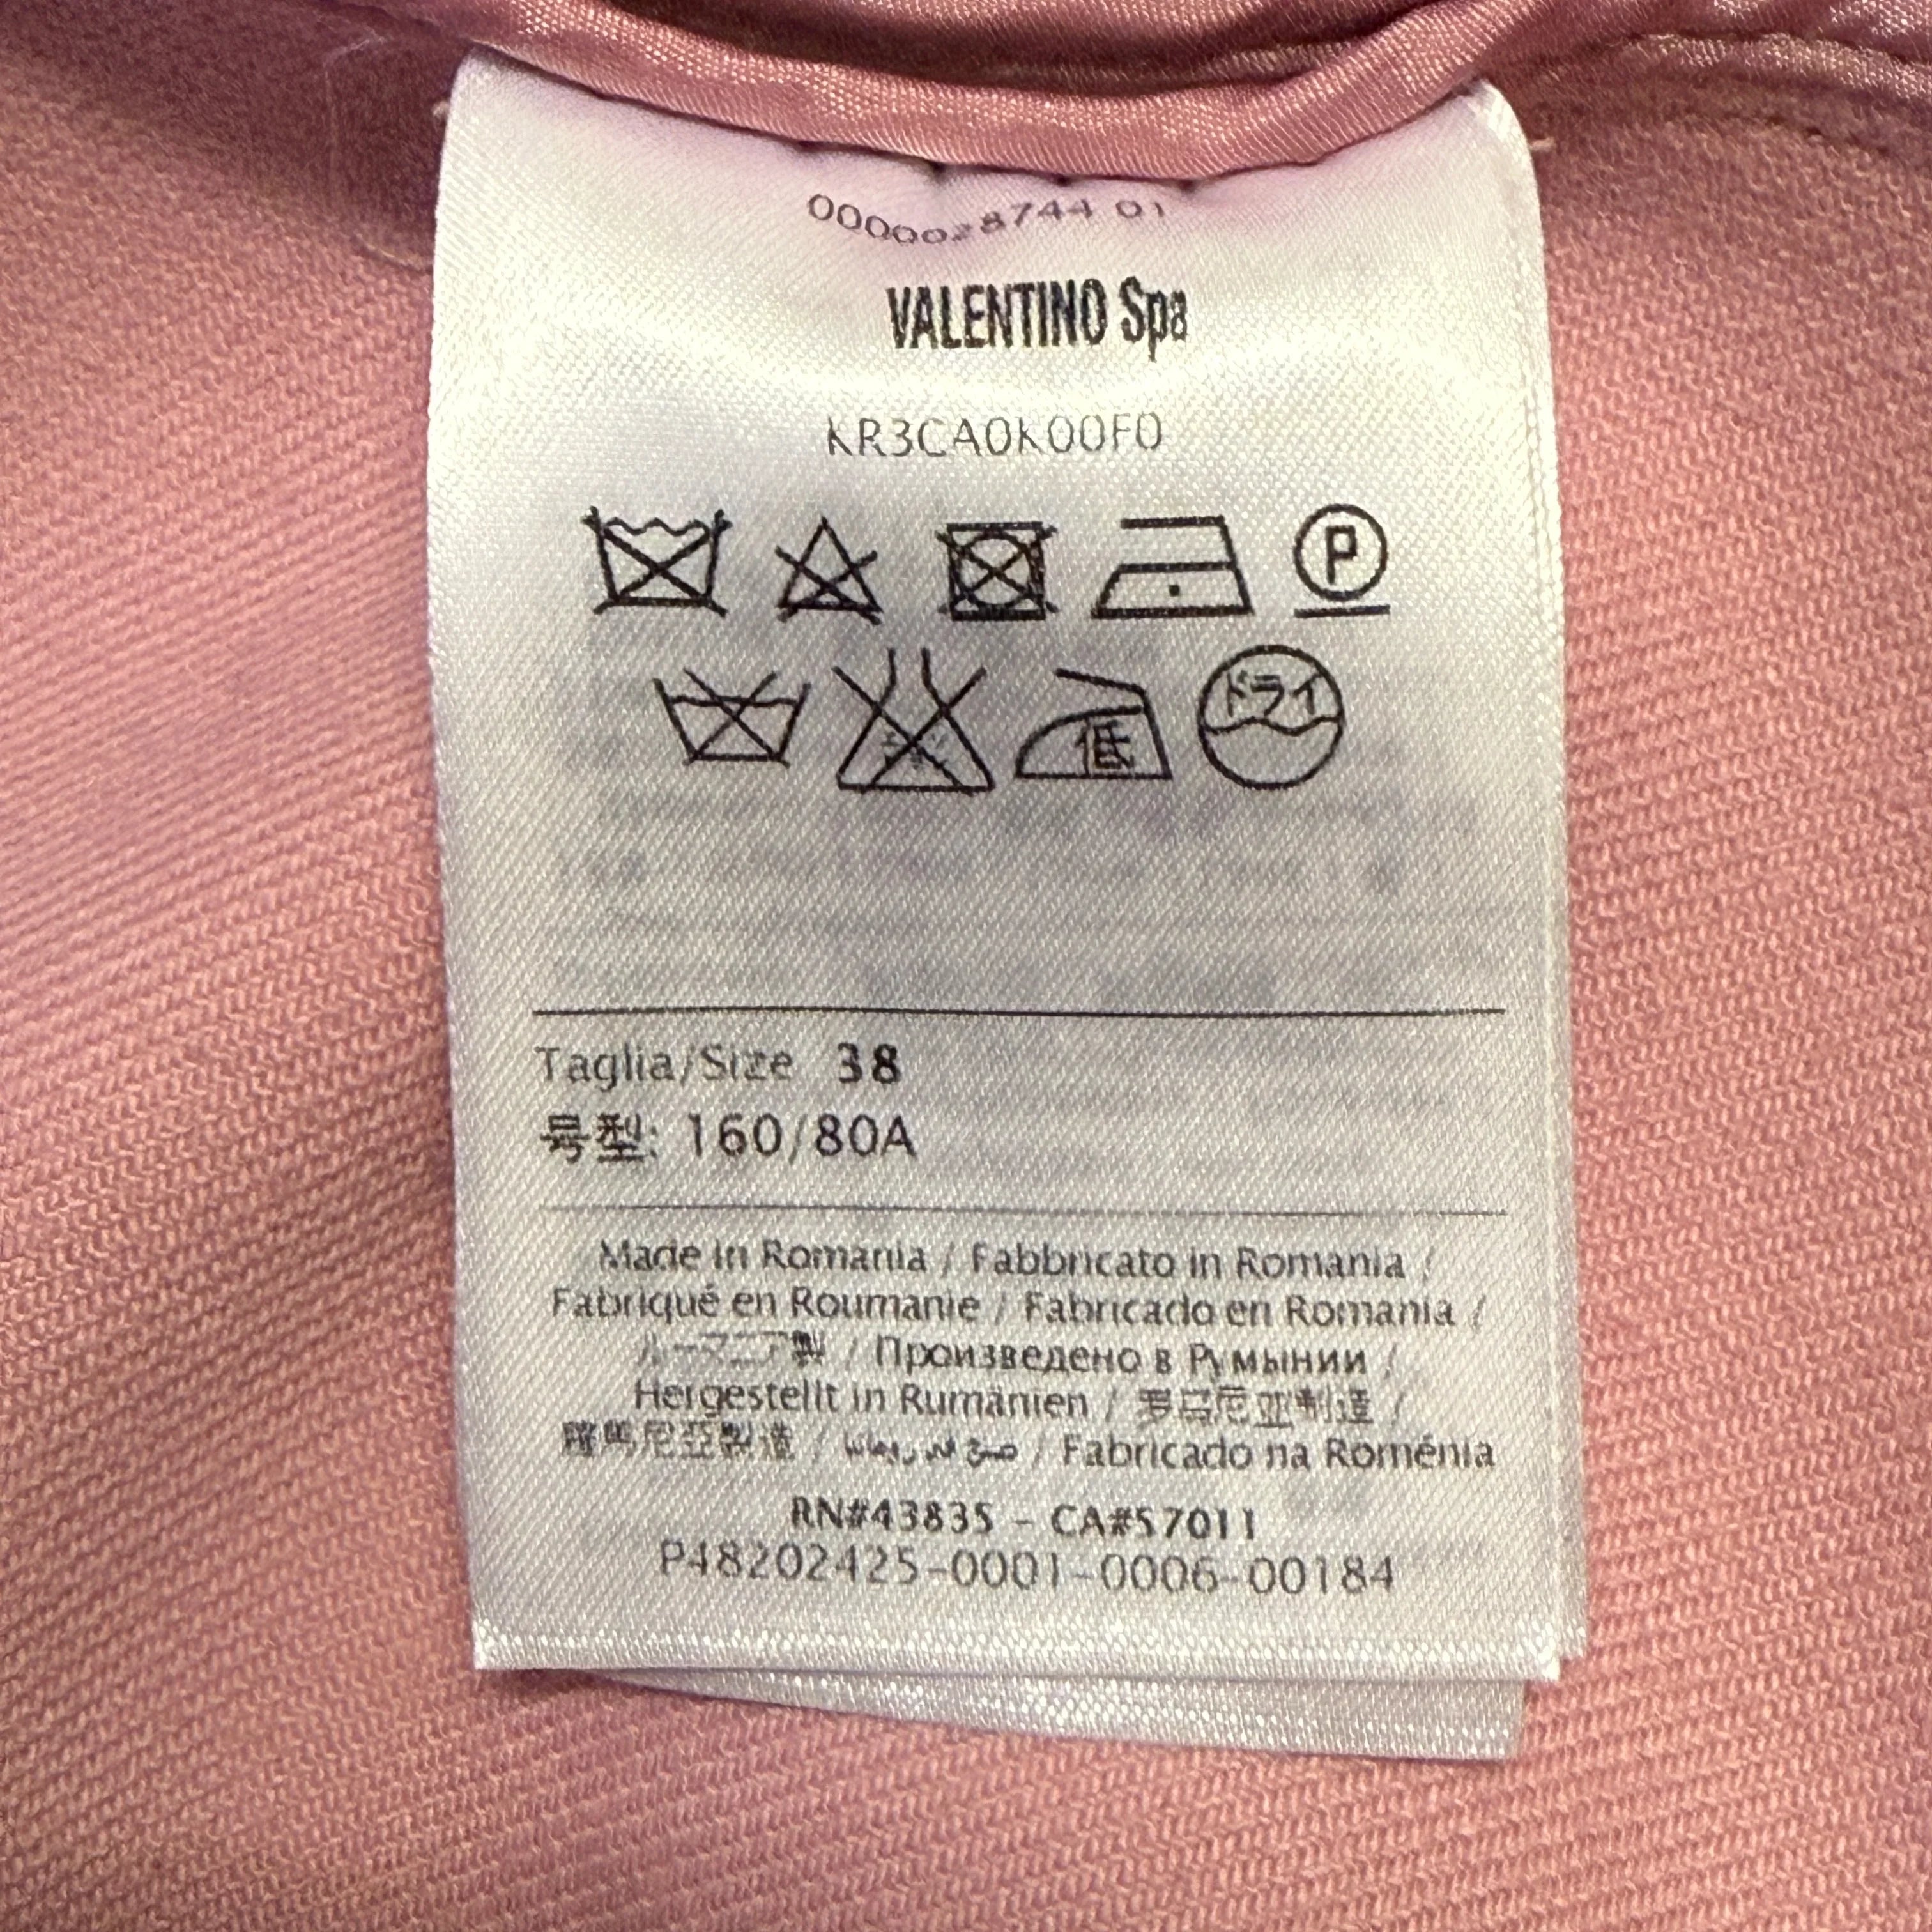 0000028744 01
VALENTINO Spa
KR3CA0K00F0
P
低 ドライ
Taglia/Size 38
号型: 160/80A
Made in Romania / Fabbricato in Romania /
Fabriqué en Roumanie / Fabricado en Romania /
ルーマニア製 / Произведено в Румынии /
Hergestellt in Rumänien / 罗马尼亚制造 /
羅馬尼亞製造 / / Fabricado na Roménia
RN#43835 - CA#57011
P48202425-0001-0006-00184